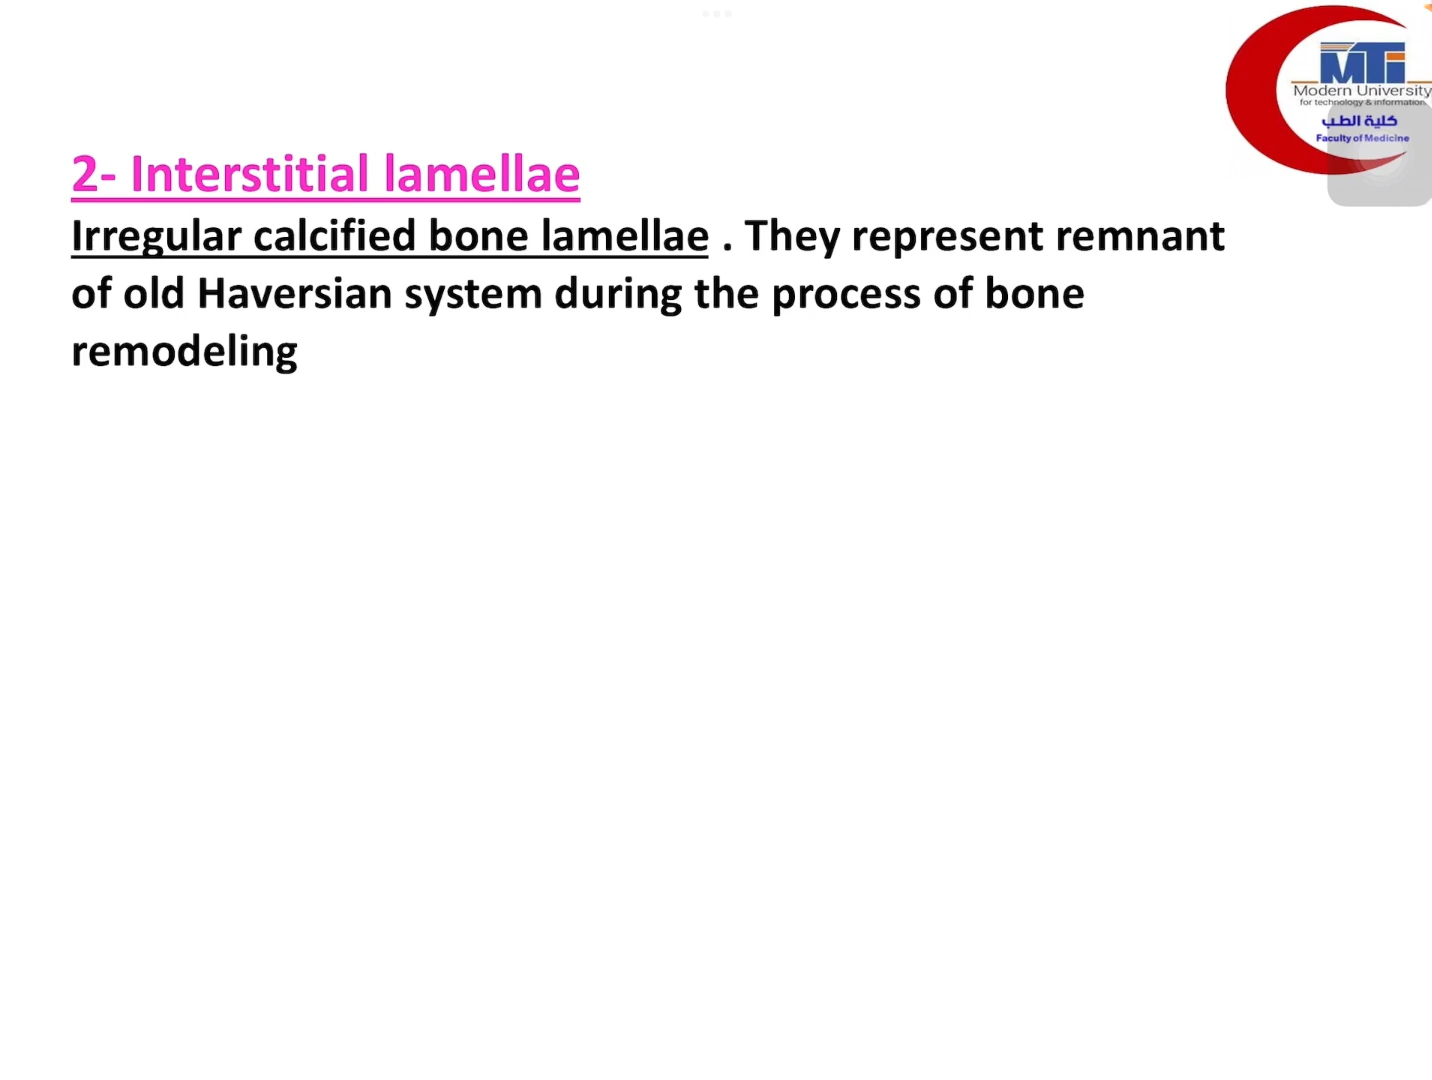 MTi
Modern University
for technology & information
كلية الطب
Faculty of Medicine
2- Interstitial lamellae
Irregular calcified bone lamellae . They represent remnant
of old Haversian system during the process of bone
remodeling